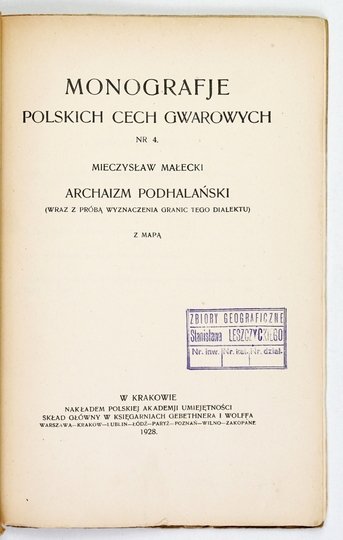 MONOGRAFJE
POLSKICH CECH GWAROWYCH
NR 4.
MIECZYSŁAW MAŁECKI
ARCHAIZM PODHALAŃSKI
(WRAZ Z PRÓBĄ WYZNACZENIA GRANIC TEGO DIALEKTU)
Z MAPĄ
ZBIORY GEOGRAFICZNE
Stanisława LESZCZYCKIEGO
Nr. inw. Nr. kat. Nr. dział.
W KRAKOWIE
NAKŁADEM POLSKIEJ AKADEMJI UMIEJĘTNOŚCI
SKŁAD GŁÓWNY W KSIĘGARNIACH GEBETHNERA I WOLFFA
WARSZAWA—KRAKÓW—LUBLIN—ŁÓDŹ—PARYŻ—POZNAŃ—WILNO—ZAKOPANE
1928.